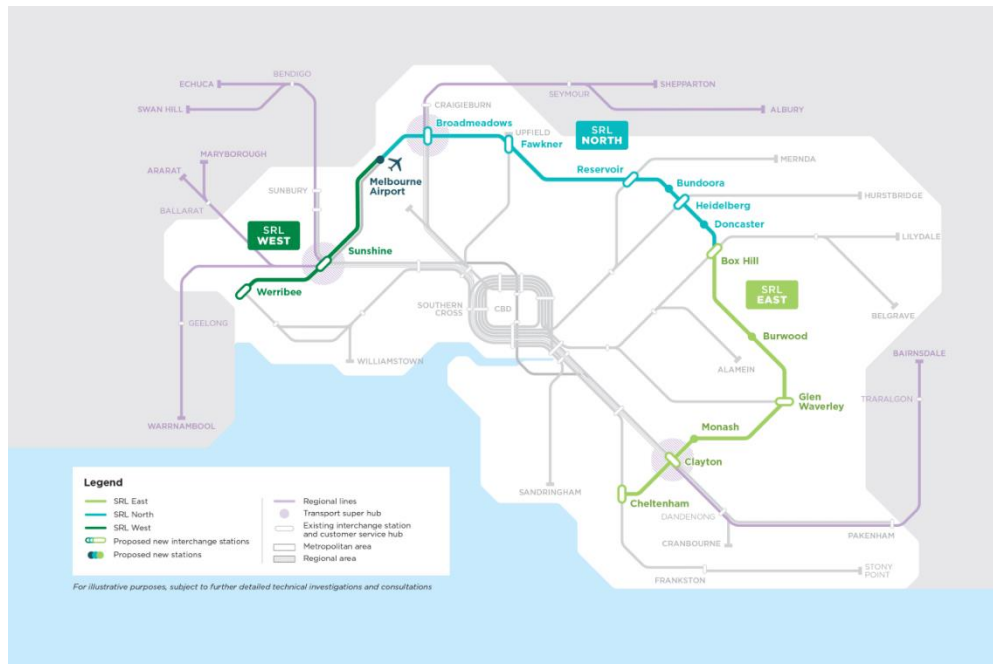 ECHUCA
BENDIGO
SWAN HILL
MARYBOROUGH
ARARAT
BALLARAT
SUNBURY
CRAIGIEBURN
Broadmeadows
SEYMOUR
SHEPPARTON
ALBURY
UPFIELD
Fawkner
SRL
NORTH
Reservoir
MERNDA
Bundoora
Heidelberg
HURSTBRIDGE
Doncaster
LILYDALE
Melbourne
Airport
SRL
WEST
Sunshine
Werribee
Box Hill
SRL
EAST
BELGRAVE
GEELONG
SOUTHERN
CROSS
CBD
WILLIAMSTOWN
Burwood
ALAMEIN
BAIRNSDALE
Glen
Waverley
TRARALGON
WARRNAMBOOL
Monash
Clayton
SANDRINGHAM
Cheltenham
DANDENONG
CRANBOURNE
PAKENHAM
FRANKSTON
STONY
POINT
Legend
SRL East
SRL North
SRL West
Proposed new interchange stations
Proposed new stations
Regional lines
Transport super hub
Existing interchange station
and customer service hub
Metropolitan area
Regional area
For illustrative purposes, subject to further detailed technical investigations and consultations